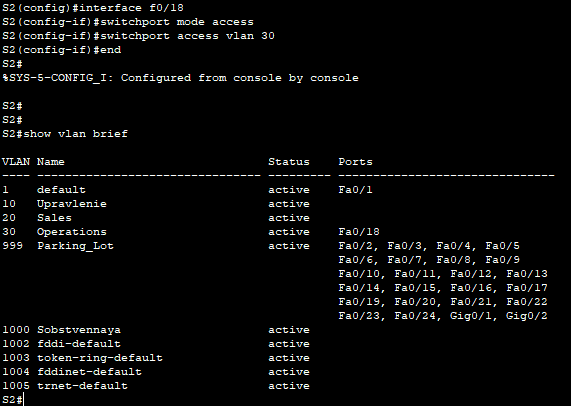 S2(config)#interface f0/18
S2(config-if)#switchport mode access
S2(config-if)#switchport access vlan 30
S2(config-if)#end
S2#
%SYS-5-CONFIG_I: Configured from console by console
S2#
S2#
S2#show vlan brief
VLAN Name                             Status    Ports
---- -------------------------------- --------- -------------------------------
1    default                          active    Fa0/1
10   Upravlenie                       active
20   Sales                            active
30   Operations                       active    Fa0/18
999  Parking_Lot                      active    Fa0/2, Fa0/3, Fa0/4, Fa0/5
                                                Fa0/6, Fa0/7, Fa0/8, Fa0/9
                                                Fa0/10, Fa0/11, Fa0/12, Fa0/13
                                                Fa0/14, Fa0/15, Fa0/16, Fa0/17
                                                Fa0/19, Fa0/20, Fa0/21, Fa0/22
                                                Fa0/23, Fa0/24, Gig0/1, Gig0/2
1000 Sobstvennaya                     active
1002 fddi-default                     active
1003 token-ring-default               active
1004 fddinet-default                  active
1005 trnet-default                    active
S2#